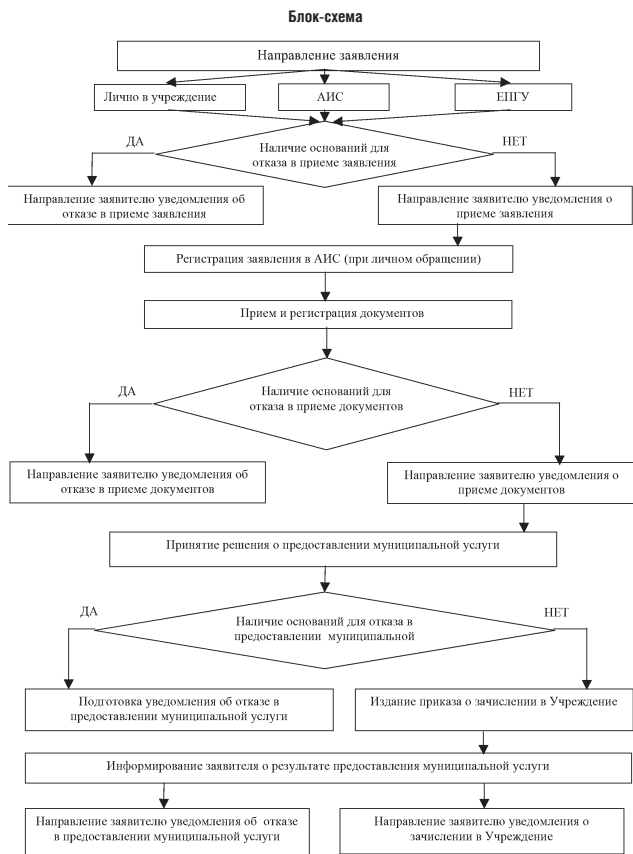 Блок-схема
Направление заявления
Лично в учреждение
АИС
ЕПГУ
ДА
Наличие оснований для
отказа в приеме заявления
НЕТ
Направление заявителю уведомления об
отказе в приеме заявления
Направление заявителю уведомления о
приеме заявления
Регистрация заявления в АИС (при личном обращении)
Прием и регистрация документов
ДА
Наличие оснований для
отказа в приеме документов
НЕТ
Направление заявителю уведомления об
отказе в приеме документов
Направление заявителю уведомления о
приеме документов
Принятие решения о предоставлении муниципальной услуги
ДА
Наличие оснований для отказа в
предоставлении муниципальной
НЕТ
Подготовка уведомления об отказе в
предоставлении муниципальной услуги
Издание приказа о зачислении в Учреждение
Информирование заявителя о результате предоставления муниципальной услуги
Направление заявителю уведомления об отказе
в предоставлении муниципальной услуги
Направление заявителю уведомления о
зачислении в Учреждение